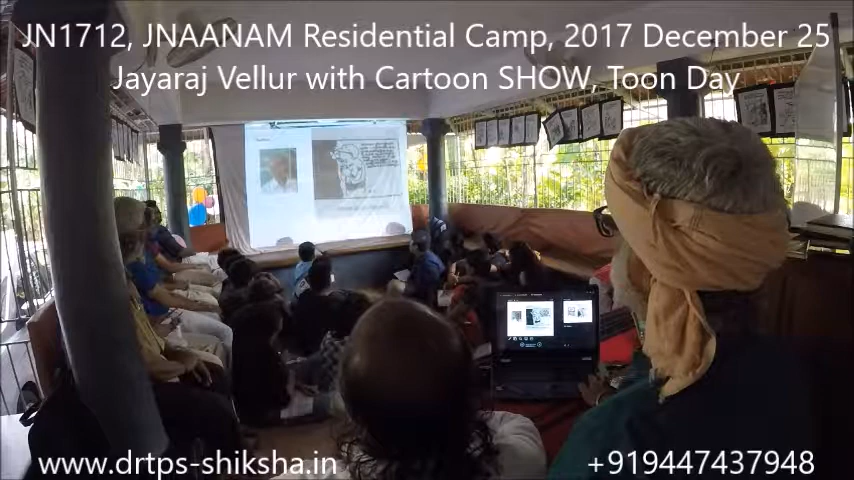 JN1712, JNAANAM Residential Camp, 2017 December 25
Jayaraj Vellur with Cartoon SHOW, Toon Day
www.drtps-shiksha.in
+919447437948